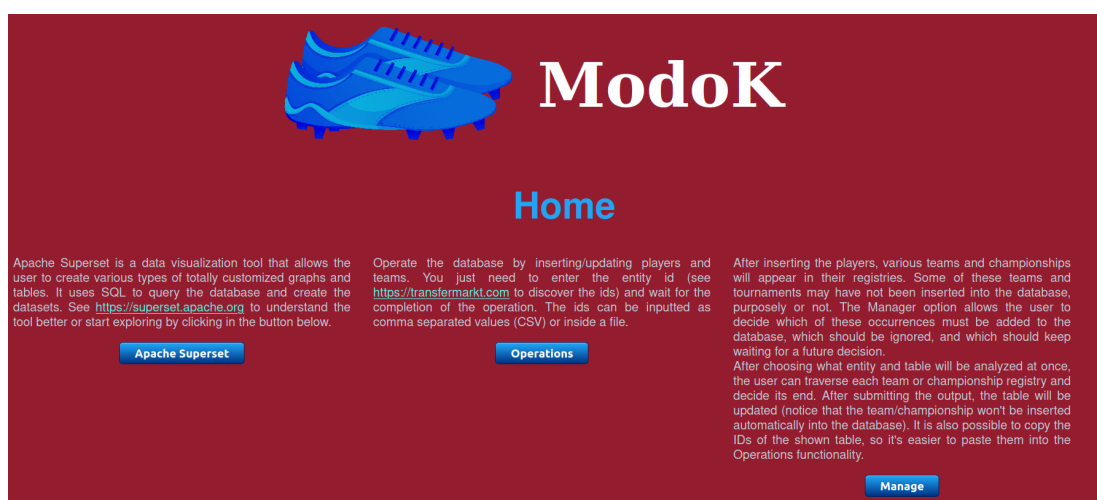 ModoK
Home
Apache Superset is a data visualization tool that allows the
user to create various types of totally customized graphs and
tables. It uses SQL to query the database and create the
datasets. See https://superset.apache.org to understand the
tool better or start exploring by clicking in the button below.
Apache Superset
Operate the database by inserting/updating players and
teams. You just need to enter the entity id (see
https://transfermarkt.com to discover the ids) and wait for the
completion of the operation. The ids can be inputted as
comma separated values (CSV) or inside a file.
Operations
After inserting the players, various teams and championships
will appear in their registries. Some of these teams and
tournaments may have not been inserted into the database,
purposely or not. The Manager option allows the user to
decide which of these occurrences must be added to the
database, which should be ignored, and which should keep
waiting for a future decision.
After choosing what entity and table will be analyzed at once,
the user can traverse each team or championship registry and
decide its end. After submitting the output, the table will be
updated (notice that the team/championship won't be inserted
automatically into the database). It is also possible to copy the
IDs of the shown table, so it's easier to paste them into the
Operations functionality.
Manage